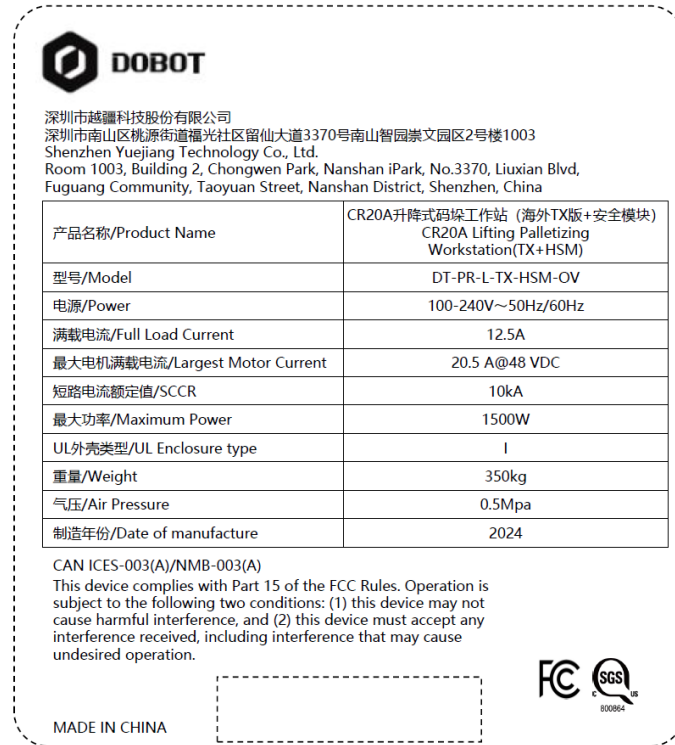 DOBOT
深圳市越疆科技股份有限公司
深圳市南山区桃源街道福光社区留仙大道3370号南山智园崇文园区2号楼1003
Shenzhen Yuejiang Technology Co., Ltd.
Room 1003, Building 2, Chongwen Park, Nanshan iPark, No.3370, Liuxian Blvd,
Fuguang Community, Taoyuan Street, Nanshan District, Shenzhen, China
产品名称/Product Name
CR20A升降式码垛工作站（海外TX版+安全模块）
CR20A Lifting Palletizing
Workstation(TX+HSM)
型号/Model DT-PR-L-TX-HSM-OV
电源/Power 100-240V～50Hz/60Hz
满载电流/Full Load Current 12.5A
最大电机满载电流/Largest Motor Current 20.5 A@48 VDC
短路电流额定值/SCCR 10kA
最大功率/Maximum Power 1500W
UL外壳类型/UL Enclosure type I
重量/Weight 350kg
气压/Air Pressure 0.5Mpa
制造年份/Date of manufacture 2024
CAN ICES-003(A)/NMB-003(A)
This device complies with Part 15 of the FCC Rules. Operation is
subject to the following two conditions: (1) this device may not
cause harmful interference, and (2) this device must accept any
interference received, including interference that may cause
undesired operation.
FC
SGS
C US
800864
MADE IN CHINA